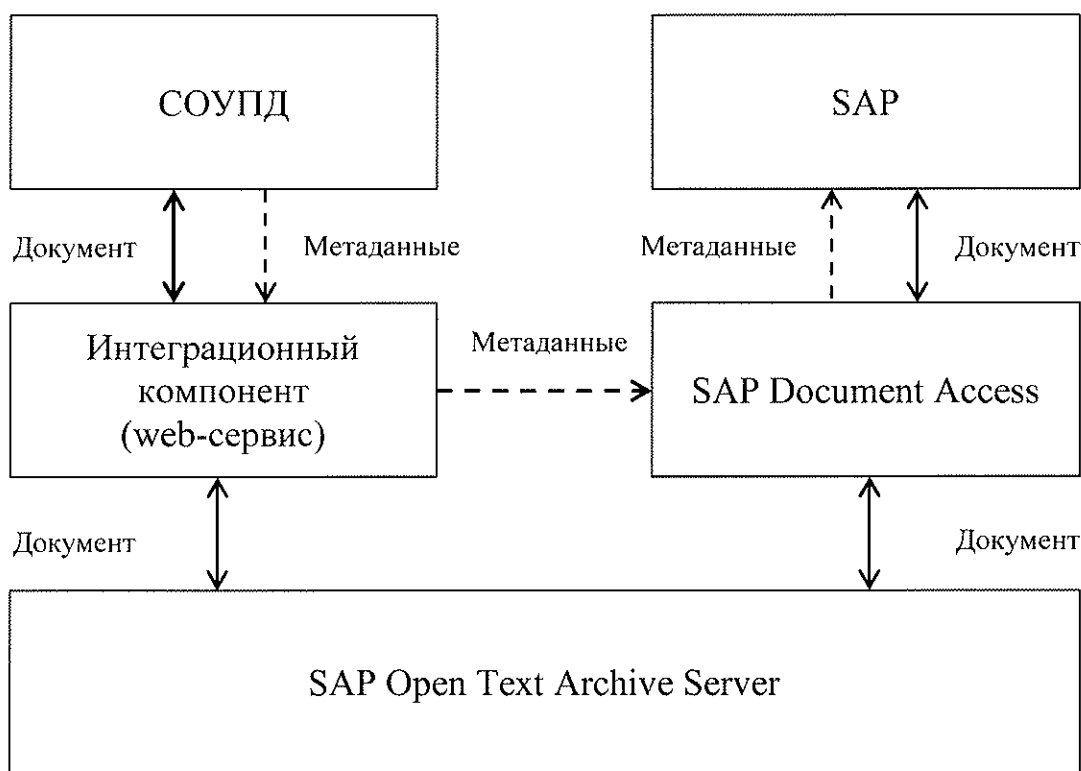 СОУПД
SAP
Документ
Метаданные
Метаданные
Документ
Интеграционный
компонент
(web-сервис)
Метаданные
SAP Document Access
Документ
Документ
SAP Open Text Archive Server